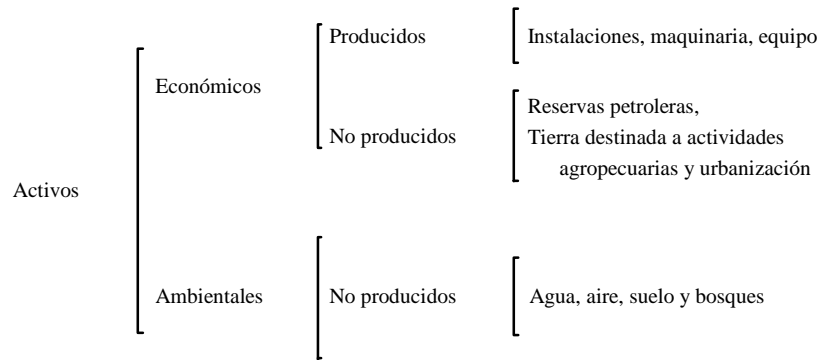 Activos
Económicos
Producidos
Instalaciones, maquinaria, equipo
No producidos
Reservas petroleras,
Tierra destinada a actividades
agropecuarias y urbanización
Ambientales
No producidos
Agua, aire, suelo y bosques